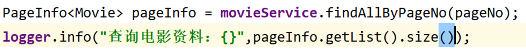 PageInfo<Movie> pageInfo = movieService.findAllByPageNo(pageNo);
logger.info("查询电影资料：{}",pageInfo.getList().size());